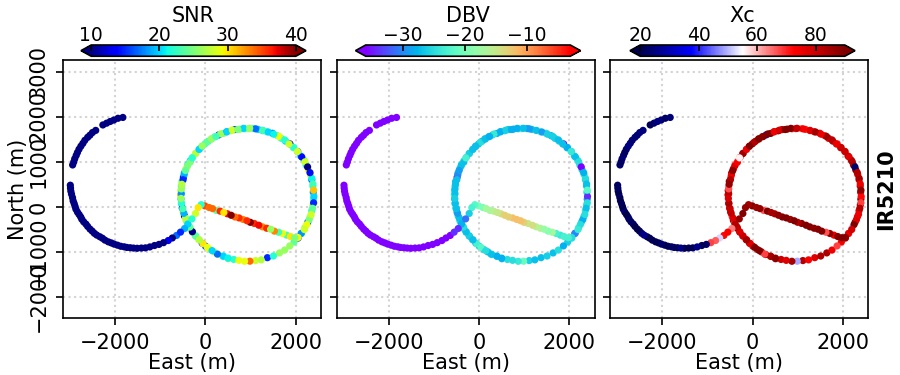 SNR DBV Xc
10 20 30 40 −30 −20 −10 20 40 60 80
3000
2000
1000
0
−1000
−2000
North (m)
IR5210
−2000 0 2000 −2000 0 2000 −2000 0 2000
East (m) East (m) East (m)